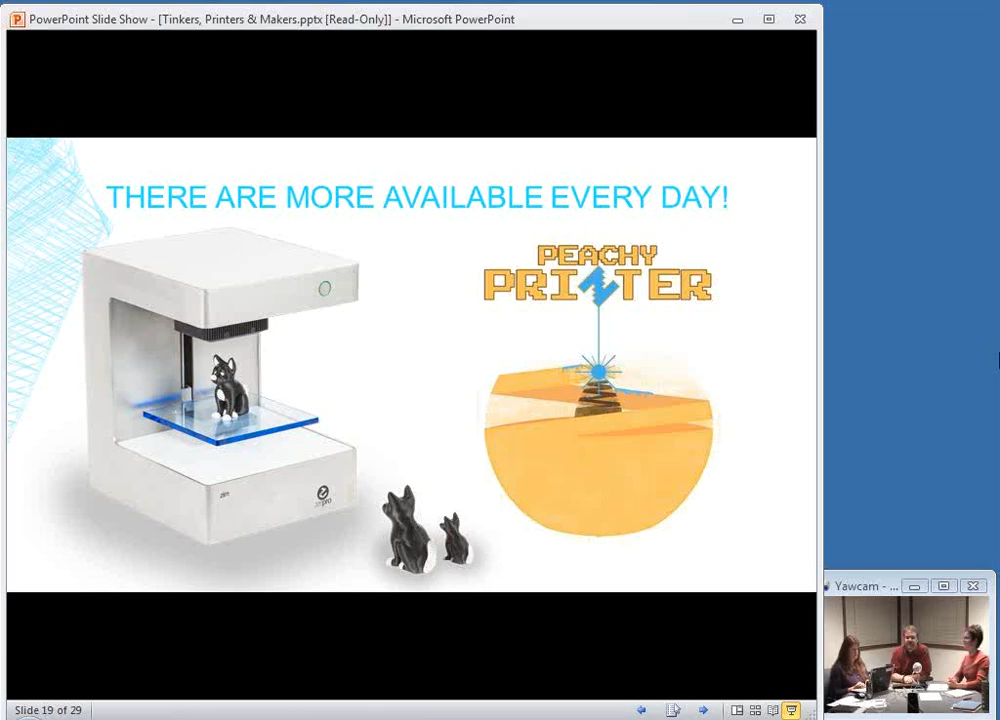 PowerPoint Slide Show - [Tinkers, Printers & Makers.pptx [Read-Only]] - Microsoft PowerPoint
THERE ARE MORE AVAILABLE EVERY DAY!
PEACHY
PRINTER
zim
Yawcam - ...
Slide 19 of 29